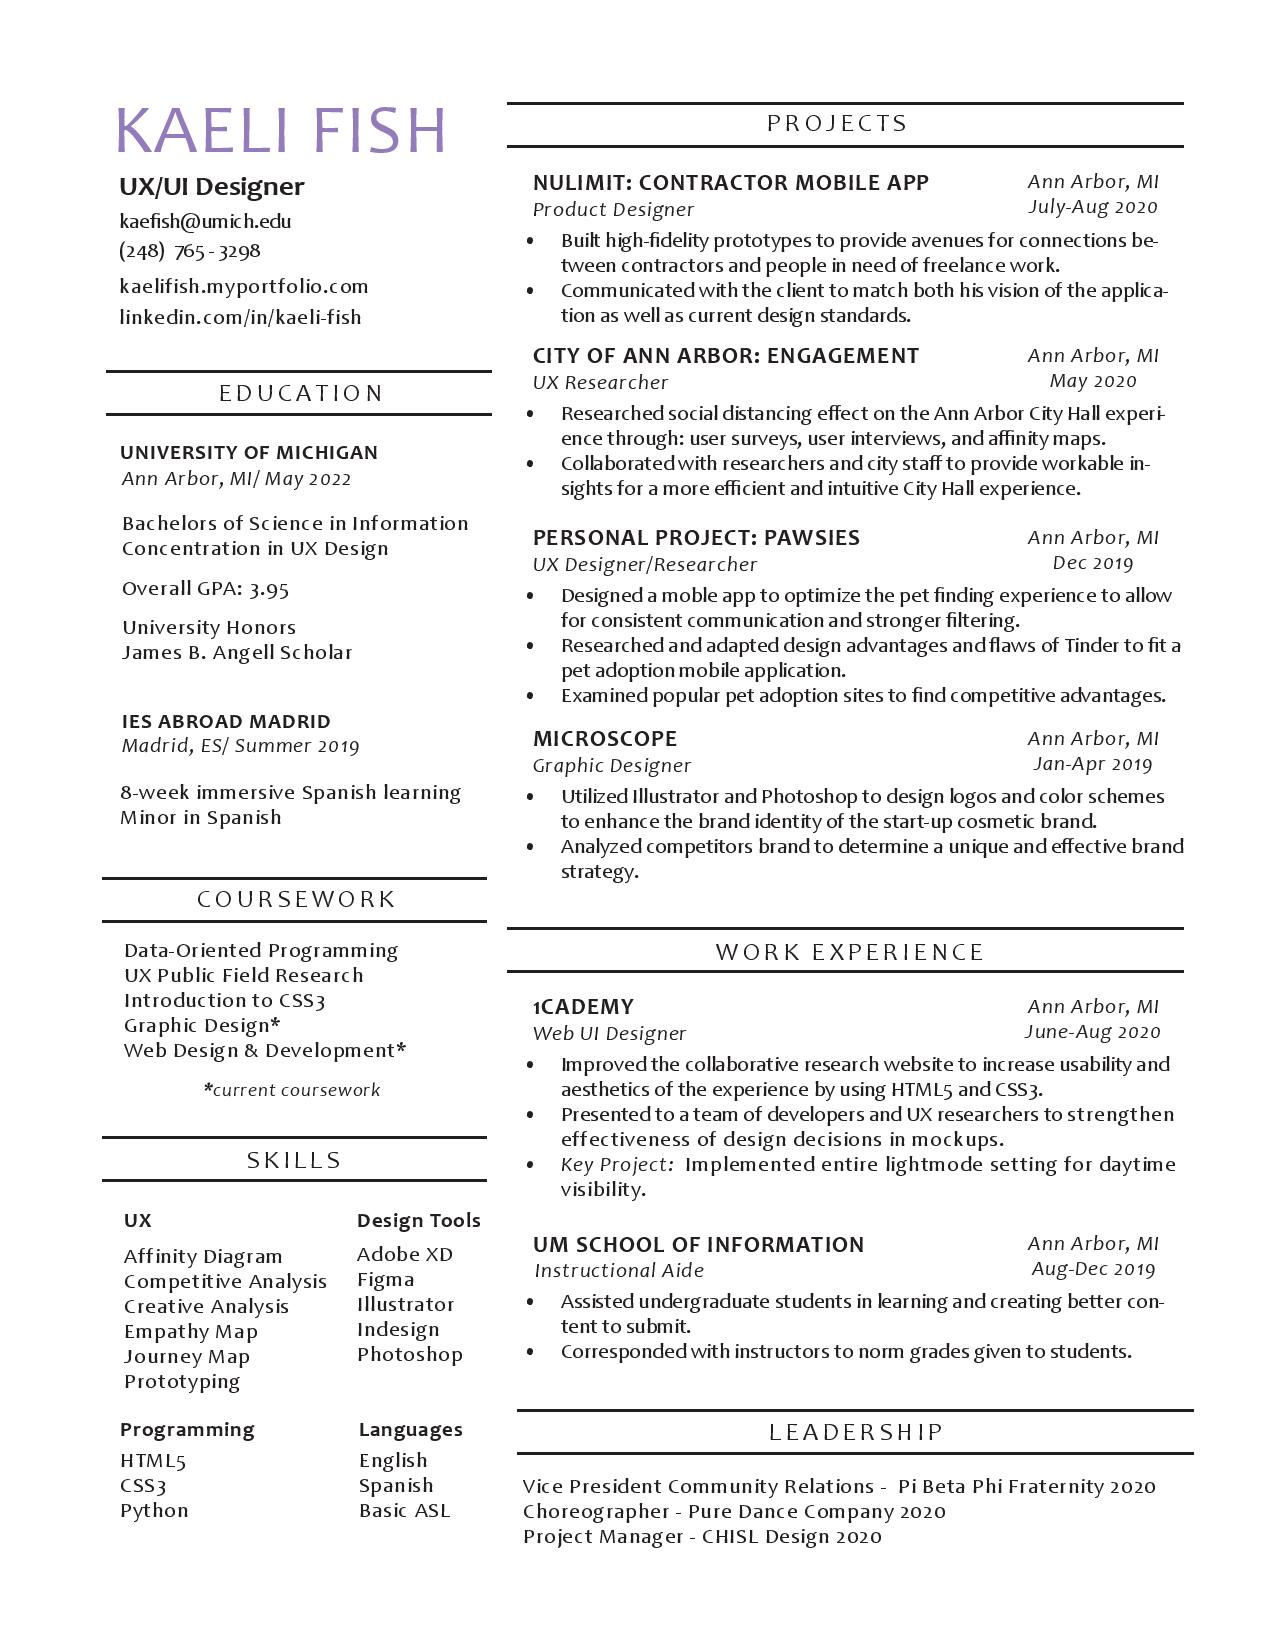 KAELI FISH
UX/UI Designer
kaefish@umich.edu
(248) 765-3298
kaelifish.myportfolio.com
linkedin.com/in/kaeli-fish
EDUCATION
UNIVERSITY OF MICHIGAN
Ann Arbor, MI/ May 2022
Bachelors of Science in Information
Concentration in UX Design
Overall GPA: 3.95
University Honors
James B. Angell Scholar
IES ABROAD MADRID
Madrid, ES/ Summer 2019
8-week immersive Spanish learning
Minor in Spanish
COURSEWORK
Data-Oriented Programming
UX Public Field Research
Introduction to CSS3
Graphic Design*
Web Design & Development*
*current coursework
SKILLS
UX
Affinity Diagram
Competitive Analysis
Creative Analysis
Empathy Map
Journey Map
Prototyping
Design Tools
Adobe XD
Figma
Illustrator
Indesign
Photoshop
Programming
HTML5
CSS3
Python
Languages
English
Spanish
Basic ASL
PROJECTS
NULIMIT: CONTRACTOR MOBILE APP Ann Arbor, MI
Product Designer July-Aug 2020
• Built high-fidelity prototypes to provide avenues for connections be-
tween contractors and people in need of freelance work.
• Communicated with the client to match both his vision of the applica-
tion as well as current design standards.
CITY OF ANN ARBOR: ENGAGEMENT Ann Arbor, MI
UX Researcher May 2020
• Researched social distancing effect on the Ann Arbor City Hall experi-
ence through: user surveys, user interviews, and affinity maps.
• Collaborated with researchers and city staff to provide workable in-
sights for a more efficient and intuitive City Hall experience.
PERSONAL PROJECT: PAWSIES Ann Arbor, MI
UX Designer/Researcher Dec 2019
• Designed a moble app to optimize the pet finding experience to allow
for consistent communication and stronger filtering.
• Researched and adapted design advantages and flaws of Tinder to fit a
pet adoption mobile application.
• Examined popular pet adoption sites to find competitive advantages.
MICROSCOPE Ann Arbor, MI
Graphic Designer Jan-Apr 2019
• Utilized Illustrator and Photoshop to design logos and color schemes
to enhance the brand identity of the start-up cosmetic brand.
• Analyzed competitors brand to determine a unique and effective brand
strategy.
WORK EXPERIENCE
1CADEMY Ann Arbor, MI
Web UI Designer June-Aug 2020
• Improved the collaborative research website to increase usability and
aesthetics of the experience by using HTML5 and CSS3.
• Presented to a team of developers and UX researchers to strengthen
effectiveness of design decisions in mockups.
• Key Project: Implemented entire lightmode setting for daytime
visibility.
UM SCHOOL OF INFORMATION Ann Arbor, MI
Instructional Aide Aug-Dec 2019
• Assisted undergraduate students in learning and creating better con-
tent to submit.
• Corresponded with instructors to norm grades given to students.
LEADERSHIP
Vice President Community Relations - Pi Beta Phi Fraternity 2020
Choreographer - Pure Dance Company 2020
Project Manager - CHISL Design 2020